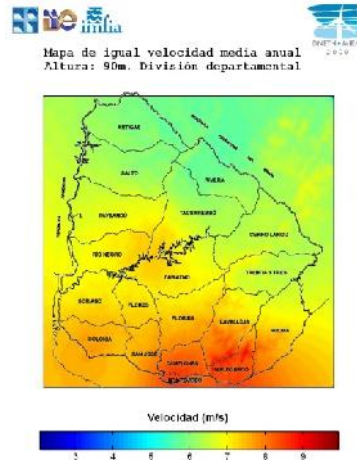 Mapa de igual velocidad media anual
Altura: 90m. División departamental
ARTIGAS
SALTO
RIVERA
PAYSANDU
TACUAREMBO
CERRO LARGO
RIO NEGRO
DURAZNO
TREINTA Y TRES
SORIANO
FLORES
FLORIDA
LAVALLEJA
ROCHA
COLONIA
SAN JOSE
CANELONES
MALDONADO
MONTEVIDEO
Velocidad (m/s)
3 4 5 6 7 8 9